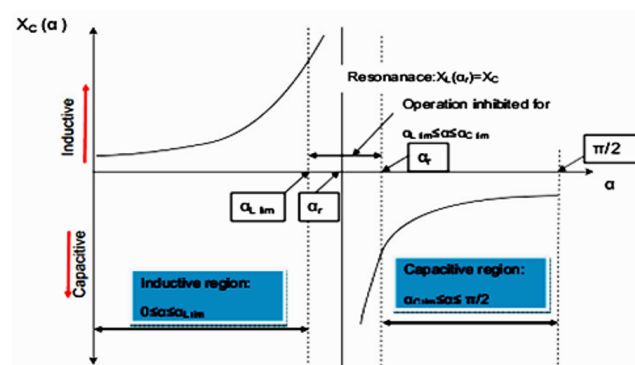 X_C (α)
Resonanace:X_L(α_r)=X_C
Operation inhibited for
α_L lim≤α≤α_C lim
Inductive
α_r
π/2
α_L lim
α_r
α
Capacitive
Inductive region:
0≤α≤α_L lim
Capacitive region:
α_C lim≤α≤ π/2